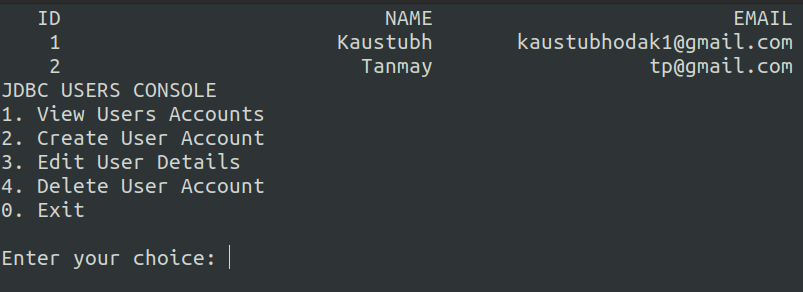 ID NAME EMAIL
1 Kaustubh kaustubhodak1@gmail.com
2 Tanmay tp@gmail.com
JDBC USERS CONSOLE
1. View Users Accounts
2. Create User Account
3. Edit User Details
4. Delete User Account
0. Exit
Enter your choice: